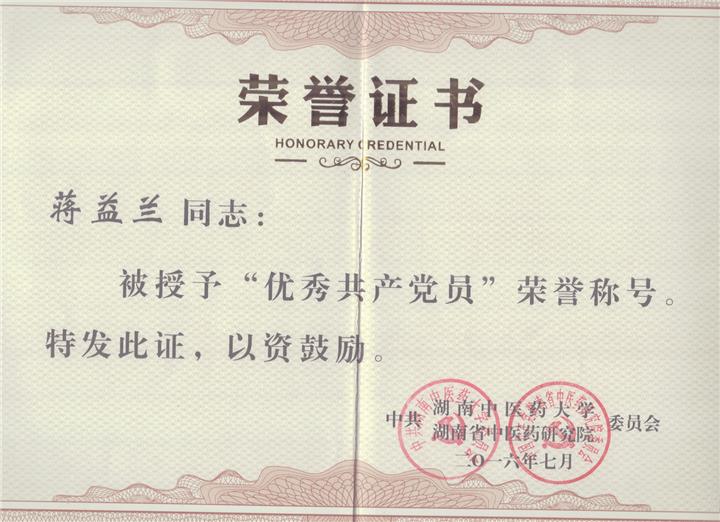 荣誉证书
HONORARY CREDENTIAL
蒋益兰同志：
被授予“优秀共产党员”荣誉称号。
特发此证，以资鼓励。
中共 湖南中医药大学 委员会
湖南省中医药研究院
二〇一六年七月